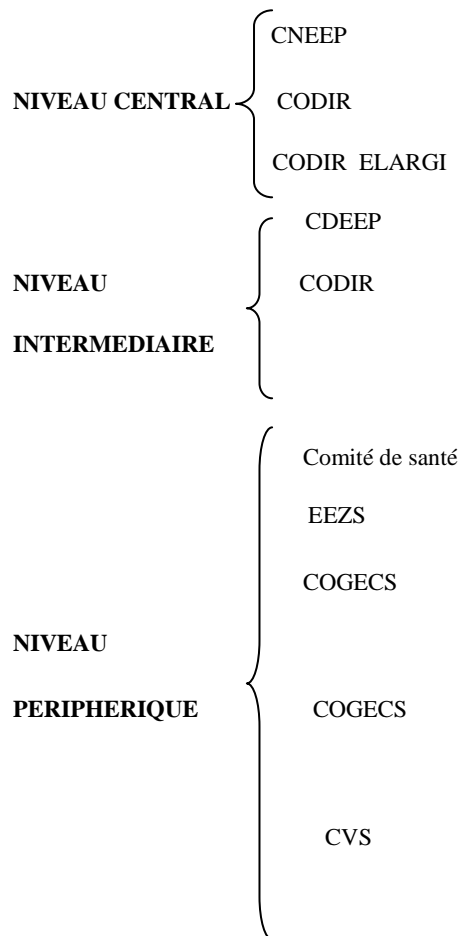 CNEEP
NIVEAU CENTRAL CODIR
CODIR ELARGI
CDEEP
NIVEAU CODIR
INTERMEDIAIRE
Comité de santé
EEZS
COGECS
NIVEAU
PERIPHERIQUE COGECS
CVS